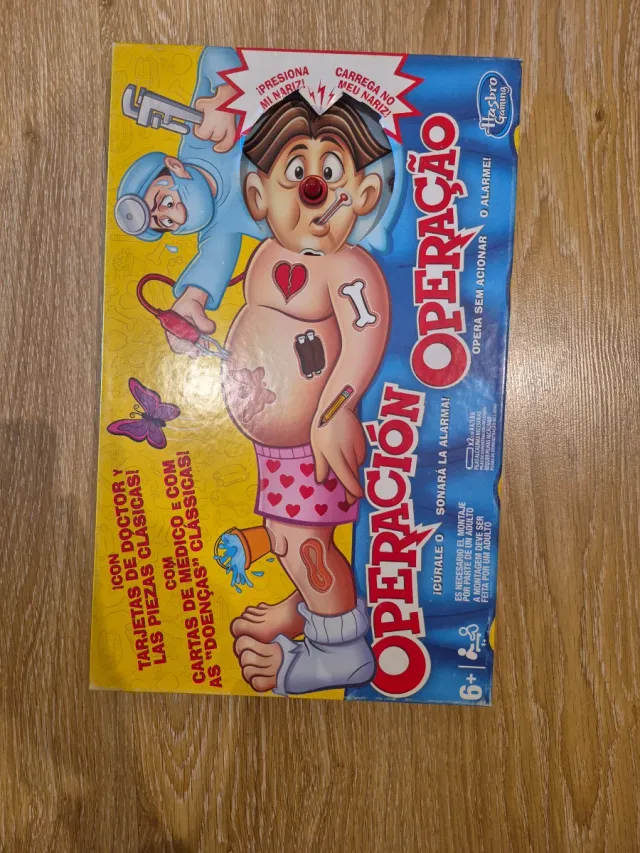 ¡PRESIONA
MI NARIZ!
CARREGA NO
MEU NARIZ!
Hasbro
Gaming
OPERACIÓN
OPERAÇÃO
¡CÚRALE O SONARÁ LA ALARMA!
OPERA SEM ACIONAR O ALARME!
¡CON
TARJETAS DE DOCTOR Y
LAS PIEZAS CLÁSICAS!
COM
CARTAS DE MÉDICO E COM
AS "DOENÇAS" CLÁSSICAS!
ES NECESARIO EL MONTAJE
POR PARTE DE UN ADULTO
A MONTAGEM DEVE SER
FEITA POR UM ADULTO
6+
1+